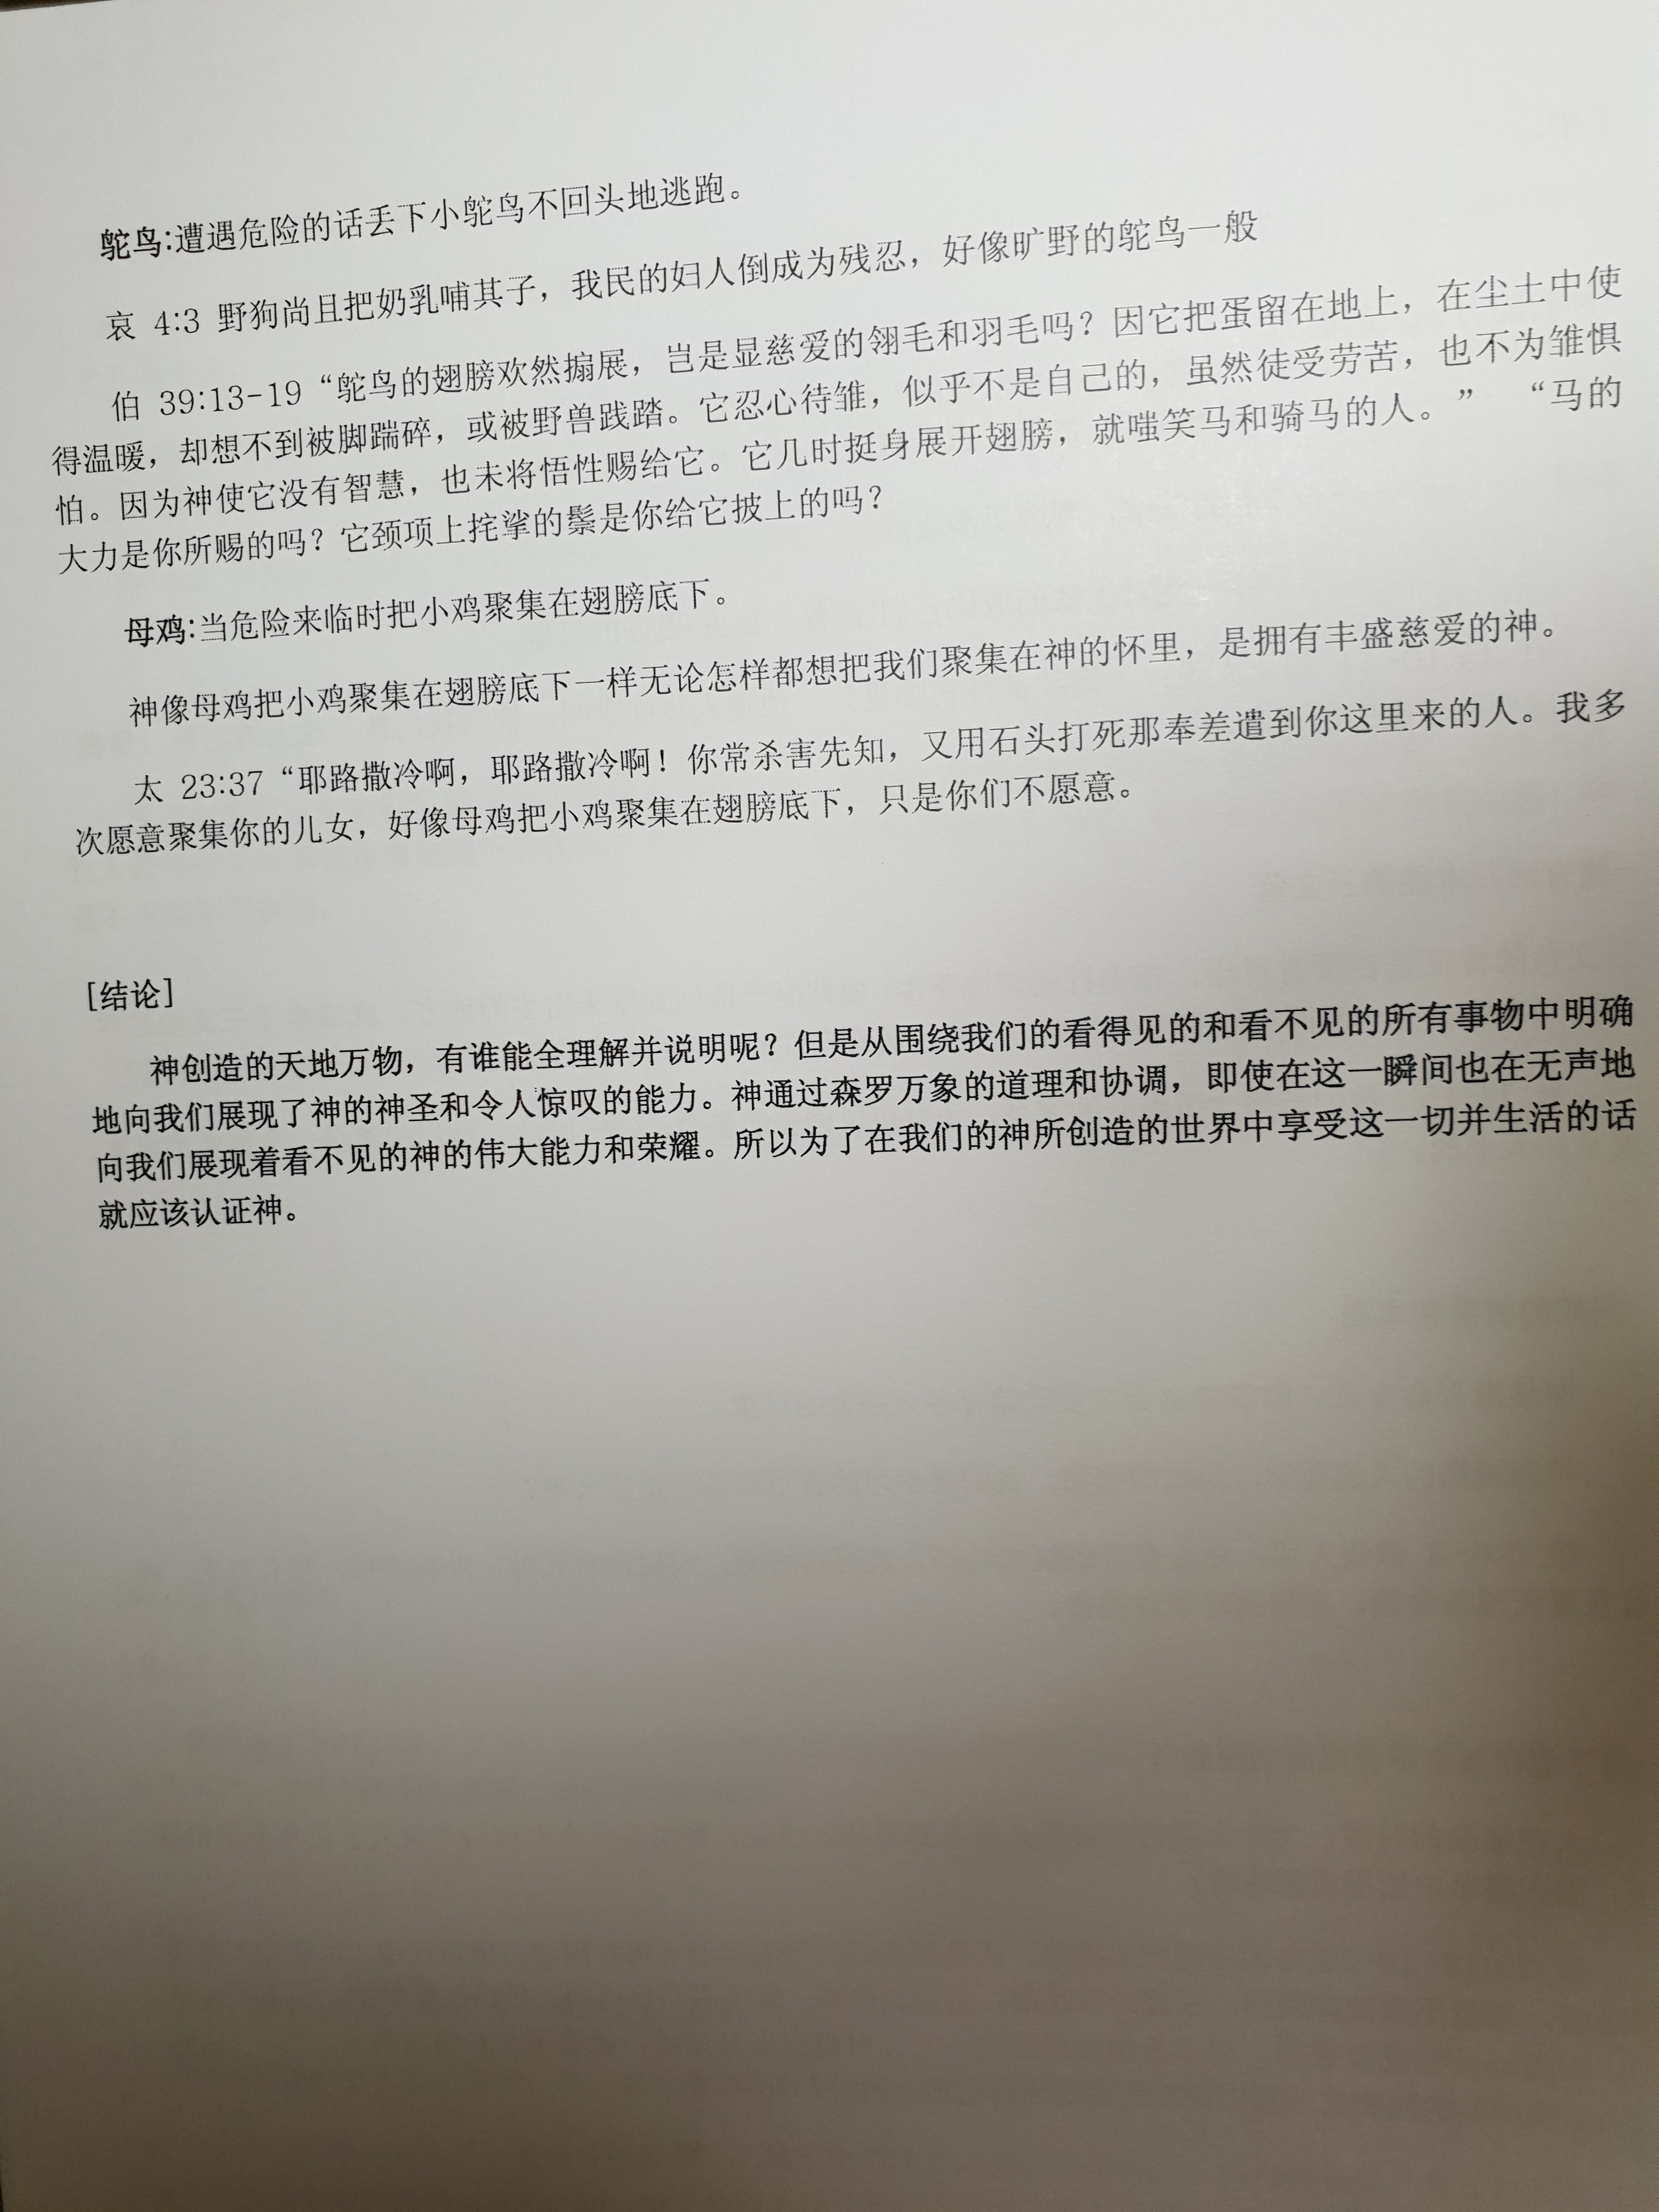 鸵鸟:遭遇危险的话丢下小鸵鸟不回头地逃跑。
哀 4:3 野狗尚且把奶乳哺其子，我民的妇人倒成为残忍，好像旷野的鸵鸟一般
伯 39:13-19 “鸵鸟的翅膀欢然搧展，岂是显慈爱的翎毛和羽毛吗？因它把蛋留在地上，在尘土中使
得温暖，却想不到被脚踹碎，或被野兽践踏。它忍心待雏，似乎不是自己的，虽然徒受劳苦，也不为雏惧
怕。因为神使它没有智慧，也未将悟性赐给它。它几时挺身展开翅膀，就嗤笑马和骑马的人。” “马的
大力是你所赐的吗？它颈项上挓挲的鬃是你给它披上的吗？
母鸡:当危险来临时把小鸡聚集在翅膀底下。
神像母鸡把小鸡聚集在翅膀底下一样无论怎样都想把我们聚集在神的怀里，是拥有丰盛慈爱的神。
太 23:37 “耶路撒冷啊，耶路撒冷啊！你常杀害先知，又用石头打死那奉差遣到你这里来的人。我多
次愿意聚集你的儿女，好像母鸡把小鸡聚集在翅膀底下，只是你们不愿意。
[结论]
神创造的天地万物，有谁能全理解并说明呢？但是从围绕我们的看得见的和看不见的所有事物中明确
地向我们展现了神的神圣和令人惊叹的能力。神通过森罗万象的道理和协调，即使在这一瞬间也在无声地
向我们展现着看不见的神的伟大能力和荣耀。所以为了在我们的神所创造的世界中享受这一切并生活的话
就应该认证神。